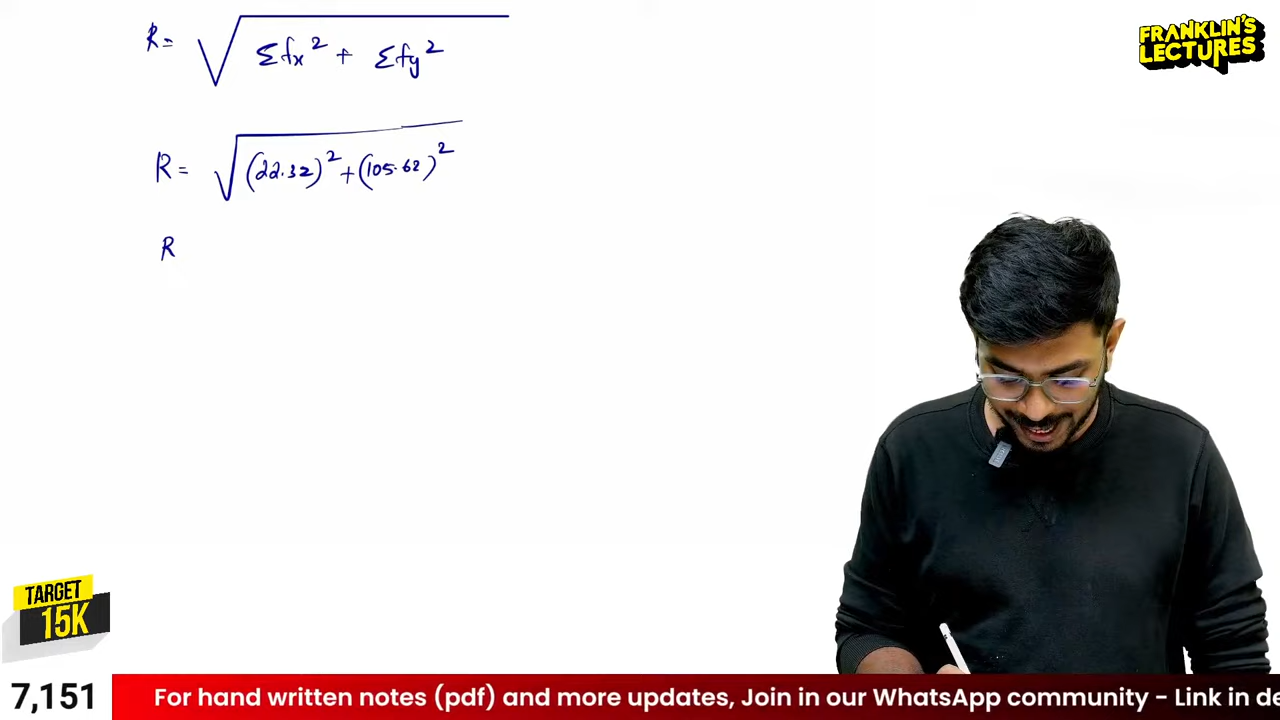 R = √(Σfx² + Σfy²)
R = √((22.32)² + (105.62)²)
R
FRANKLIN'S
LECTURES
TARGET
15K
7,151
For hand written notes (pdf) and more updates, Join in our WhatsApp community - Link in de